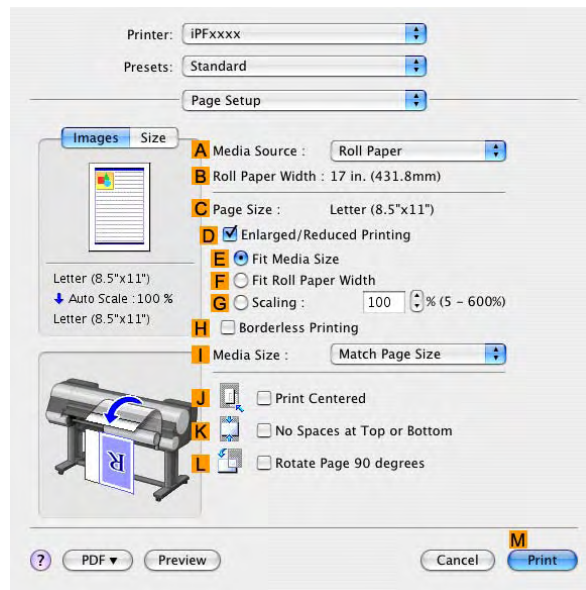 Printer: iPFxxxx
Presets: Standard
Page Setup
Images Size
A Media Source : Roll Paper
B Roll Paper Width : 17 in. (431.8mm)
C Page Size : Letter (8.5"x11")
D Enlarged/Reduced Printing
E Fit Media Size
F Fit Roll Paper Width
G Scaling : 100 % (5 – 600%)
Letter (8.5"x11")
Auto Scale :100 %
Letter (8.5"x11")
H Borderless Printing
I Media Size : Match Page Size
J Print Centered
K No Spaces at Top or Bottom
L Rotate Page 90 degrees
R
M
? PDF ▼ Preview Cancel Print